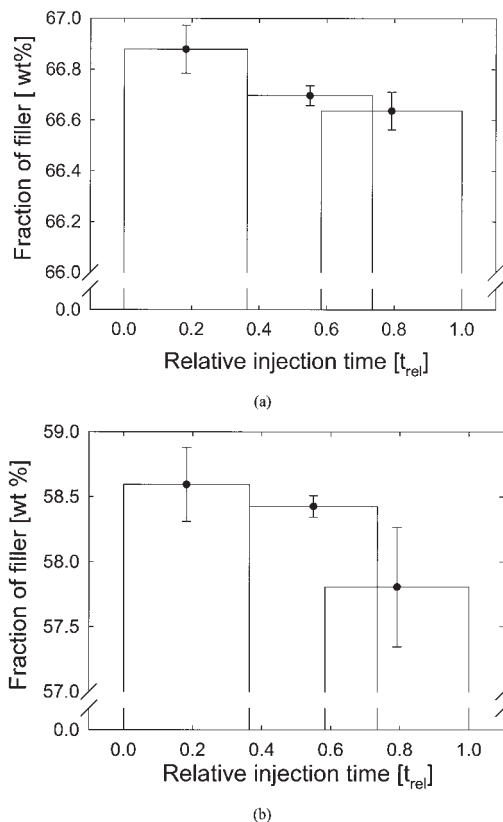 67.0
66.8
66.6
66.4
66.2
66.0
0.0
Fraction of filler [ wt%]
0.0 0.2 0.4 0.6 0.8 1.0
Relative injection time [t_rel]
(a)
59.0
58.5
58.0
57.5
57.0
0.0
Fraction of filler [wt %]
0.0 0.2 0.4 0.6 0.8 1.0
Relative injection time [t_rel]
(b)